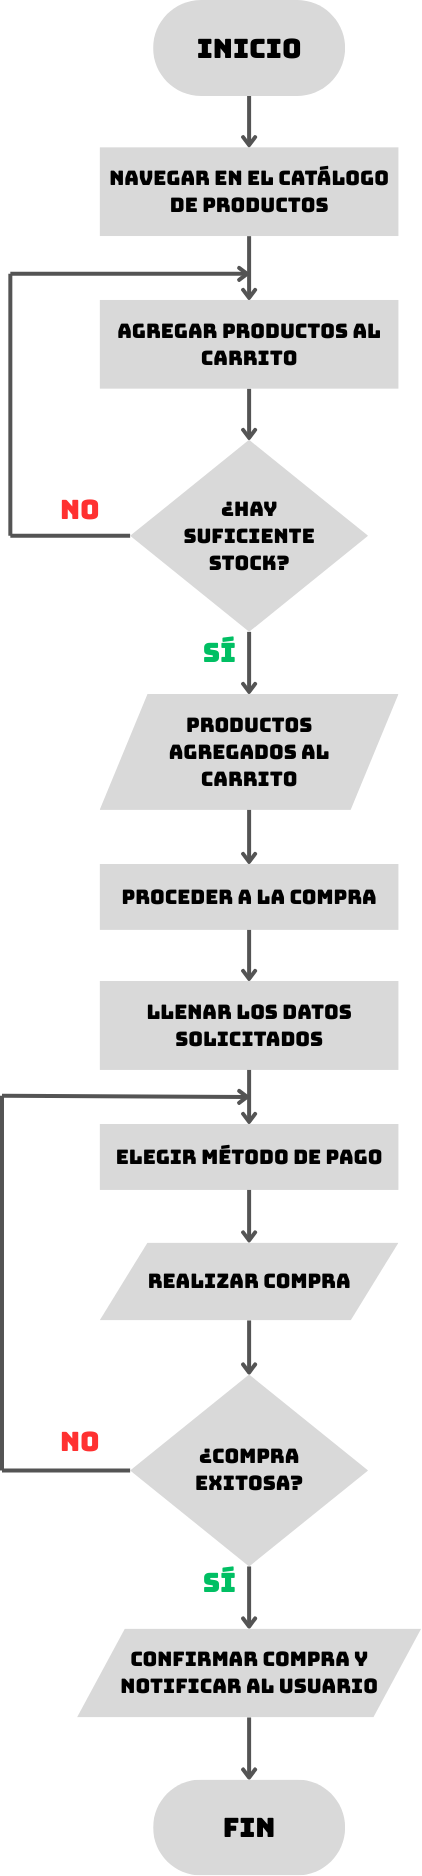 INICIO
NAVEGAR EN EL CATÁLOGO
DE PRODUCTOS
AGREGAR PRODUCTOS AL
CARRITO
NO
¿HAY
SUFICIENTE
STOCK?
SÍ
PRODUCTOS
AGREGADOS AL
CARRITO
PROCEDER A LA COMPRA
LLENAR LOS DATOS
SOLICITADOS
ELEGIR MÉTODO DE PAGO
REALIZAR COMPRA
NO
¿COMPRA
EXITOSA?
SÍ
CONFIRMAR COMPRA Y
NOTIFICAR AL USUARIO
FIN